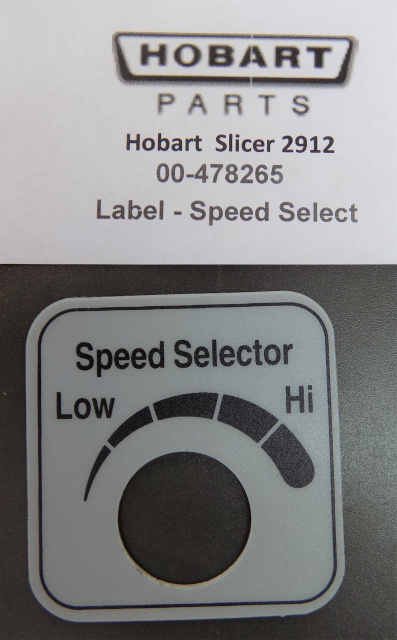 HOBART
PARTS
Hobart Slicer 2912
00-478265
Label - Speed Select
Speed Selector
Low Hi